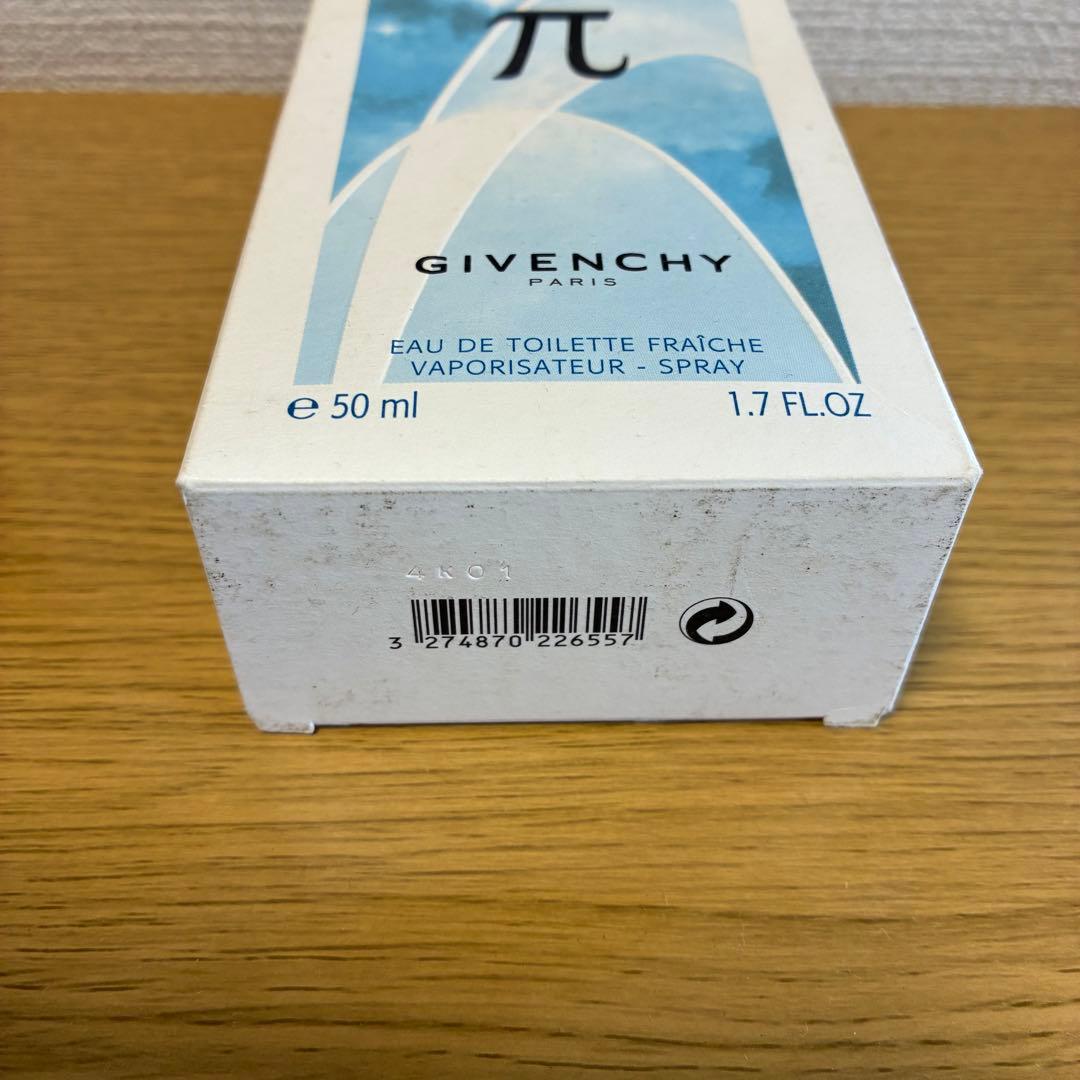 π
GIVENCHY
PARIS
EAU DE TOILETTE FRAÎCHE
VAPORISATEUR - SPRAY
℮ 50 ml 1.7 FL.OZ
4K01
3 274870 226557